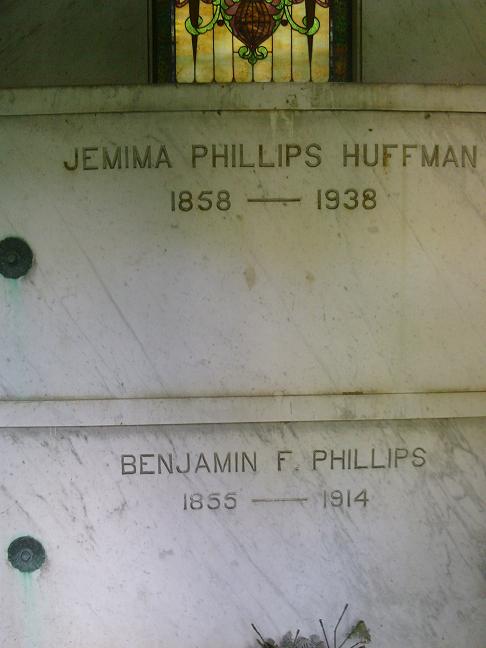 JEMIMA PHILLIPS HUFFMAN
1858 — 1938
BENJAMIN F. PHILLIPS
1855 — 1914